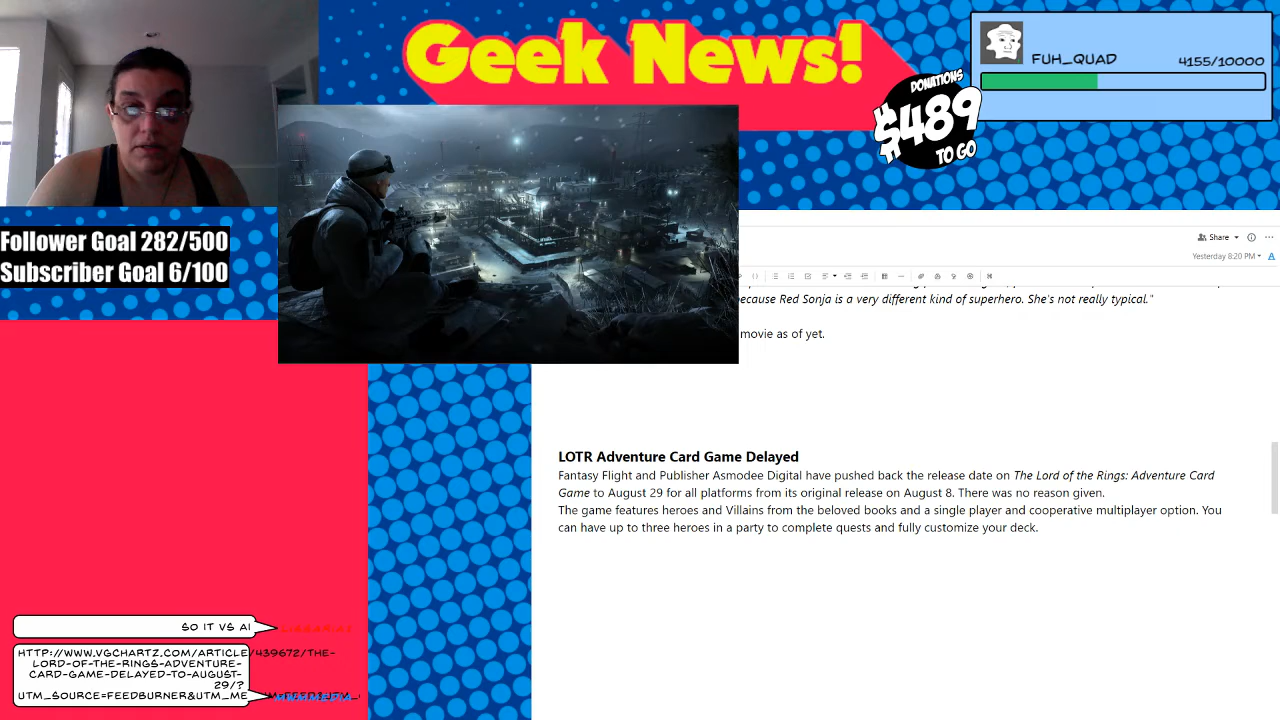 Geek News!
FUH_QUAD
4155/10000
DONATIONS
$489
TO GO
Follower Goal 282/500
Subscriber Goal 6/100
Share
Yesterday 8:20 PM
ecause Red Sonja is a very different kind of superhero. She's not really typical."
movie as of yet.
LOTR Adventure Card Game Delayed
Fantasy Flight and Publisher Asmodee Digital have pushed back the release date on The Lord of the Rings: Adventure Card
Game to August 29 for all platforms from its original release on August 8. There was no reason given.
The game features heroes and Villains from the beloved books and a single player and cooperative multiplayer option. You
can have up to three heroes in a party to complete quests and fully customize your deck.
SO IT VS AI
HTTP://WWW.VGCHARTZ.COM/ARTICLE/439672/THE-
LORD-OF-THE-RINGS-ADVENTURE-
CARD-GAME-DELAYED-TO-AUGUST-
29/?
UTM_SOURCE=FEEDBURNER&UTM_ME